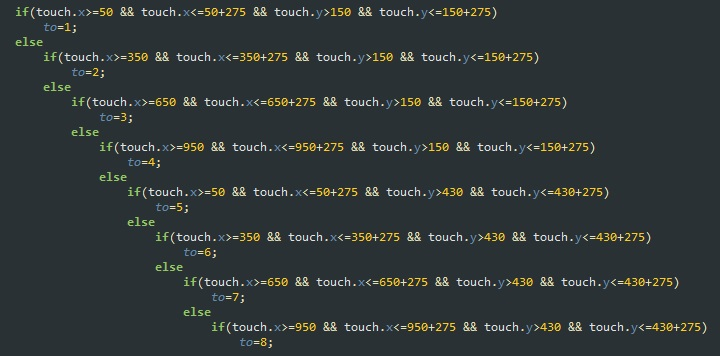 if(touch.x>=50 && touch.x<=50+275 && touch.y>150 && touch.y<=150+275)
to=1;
else
if(touch.x>=350 && touch.x<=350+275 && touch.y>150 && touch.y<=150+275)
to=2;
else
if(touch.x>=650 && touch.x<=650+275 && touch.y>150 && touch.y<=150+275)
to=3;
else
if(touch.x>=950 && touch.x<=950+275 && touch.y>150 && touch.y<=150+275)
to=4;
else
if(touch.x>=50 && touch.x<=50+275 && touch.y>430 && touch.y<=430+275)
to=5;
else
if(touch.x>=350 && touch.x<=350+275 && touch.y>430 && touch.y<=430+275)
to=6;
else
if(touch.x>=650 && touch.x<=650+275 && touch.y>430 && touch.y<=430+275)
to=7;
else
if(touch.x>=950 && touch.x<=950+275 && touch.y>430 && touch.y<=430+275)
to=8;